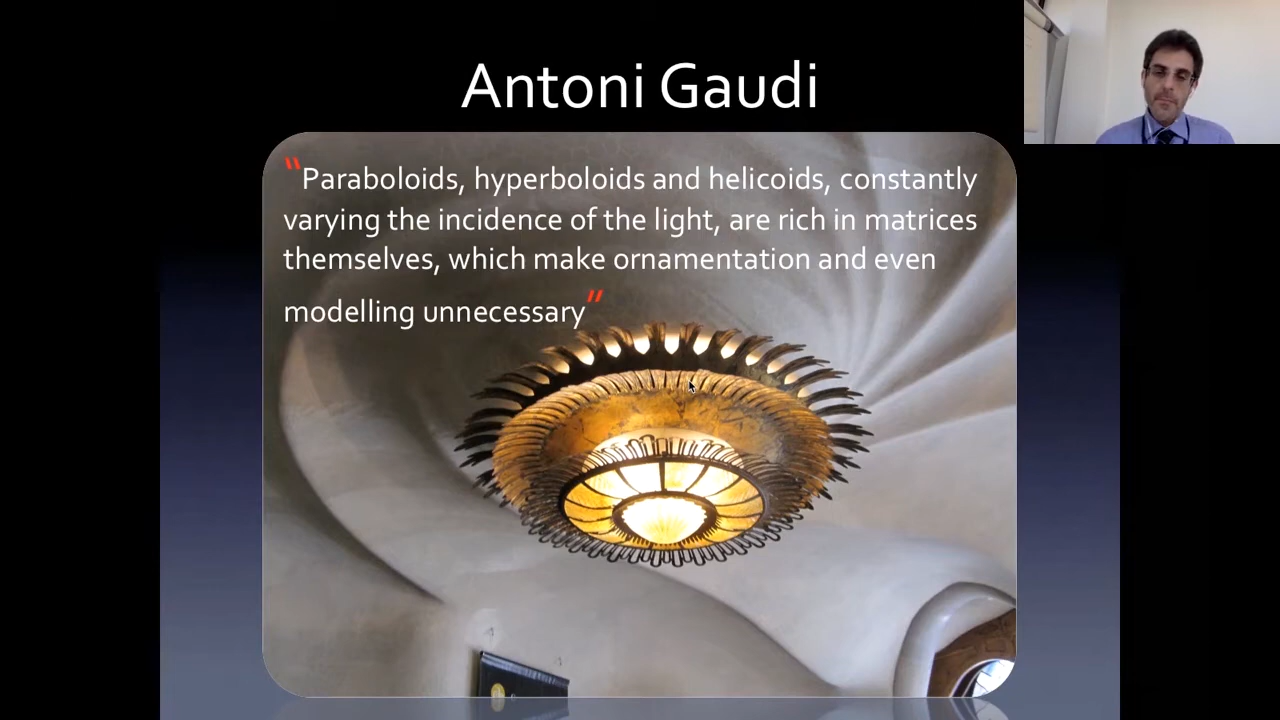 Antoni Gaudi
“Paraboloids, hyperboloids and helicoids, constantly
varying the incidence of the light, are rich in matrices
themselves, which make ornamentation and even
modelling unnecessary”